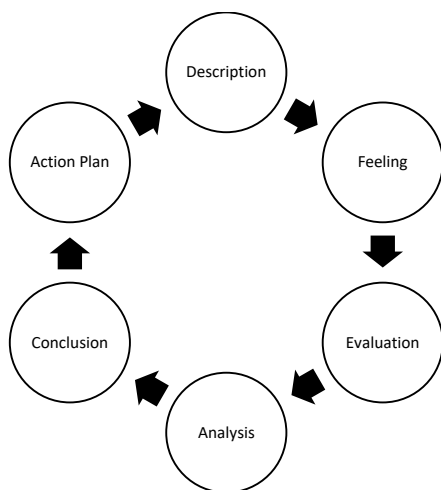 Description
Feeling
Evaluation
Analysis
Conclusion
Action Plan